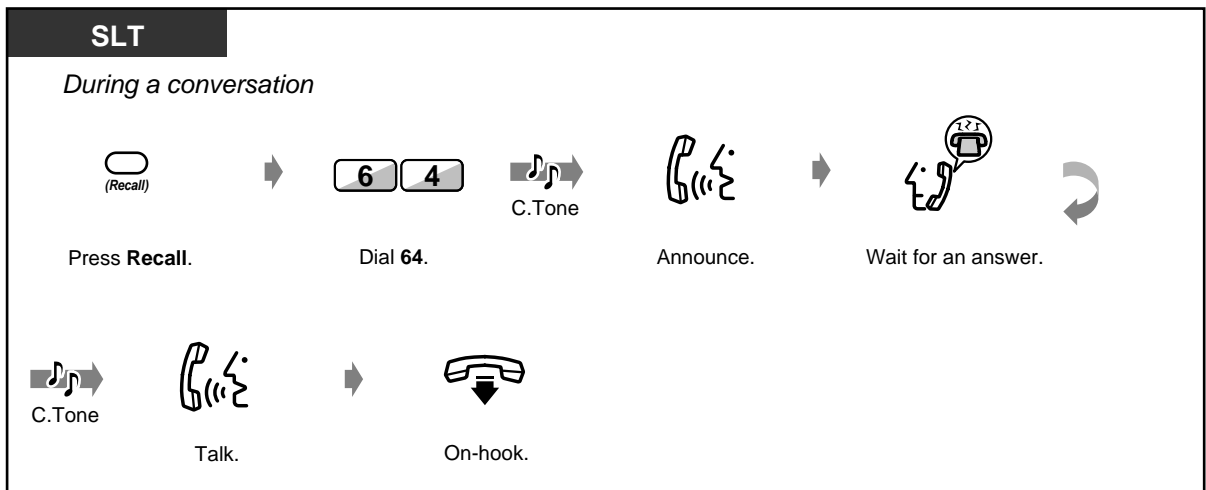 SLT
During a conversation
(Recall)
6 4
C.Tone
Press Recall.
Dial 64.
Announce.
Wait for an answer.
C.Tone
Talk.
On-hook.